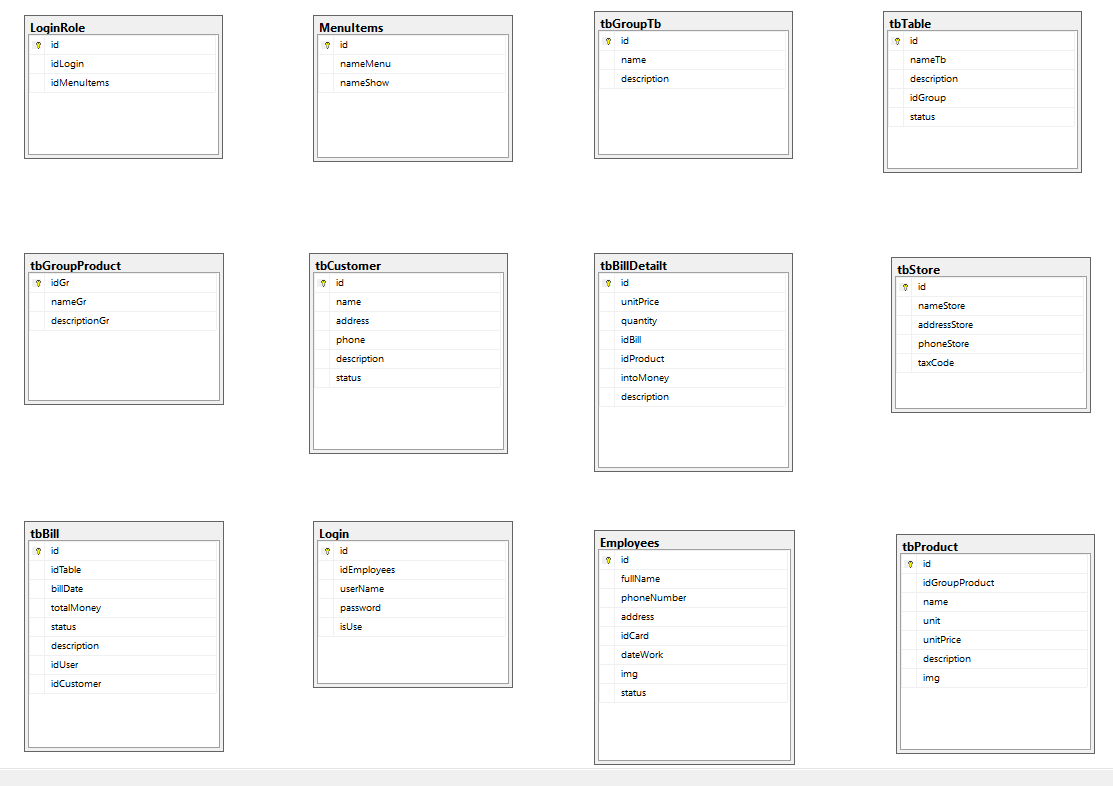 LoginRole
id
idLogin
idMenuItems
MenuItems
id
nameMenu
nameShow
tbGroupTb
id
name
description
tbTable
id
nameTb
description
idGroup
status
tbGroupProduct
idGr
nameGr
descriptionGr
tbCustomer
id
name
address
phone
description
status
tbBillDetailt
id
unitPrice
quantity
idBill
idProduct
intoMoney
description
tbStore
id
nameStore
addressStore
phoneStore
taxCode
tbBill
id
idTable
billDate
totalMoney
status
description
idUser
idCustomer
Login
id
idEmployees
userName
password
isUse
Employees
id
fullName
phoneNumber
address
idCard
dateWork
img
status
tbProduct
id
idGroupProduct
name
unit
unitPrice
description
img